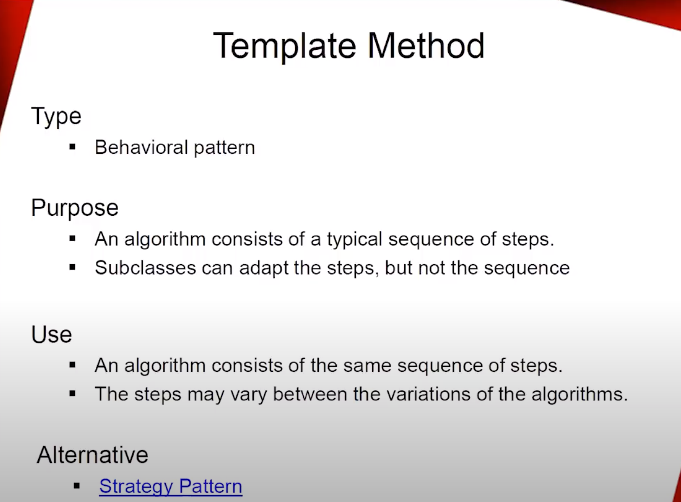 Template Method
Type
▪ Behavioral pattern
Purpose
▪ An algorithm consists of a typical sequence of steps.
▪ Subclasses can adapt the steps, but not the sequence
Use
▪ An algorithm consists of the same sequence of steps.
▪ The steps may vary between the variations of the algorithms.
Alternative
▪ Strategy Pattern